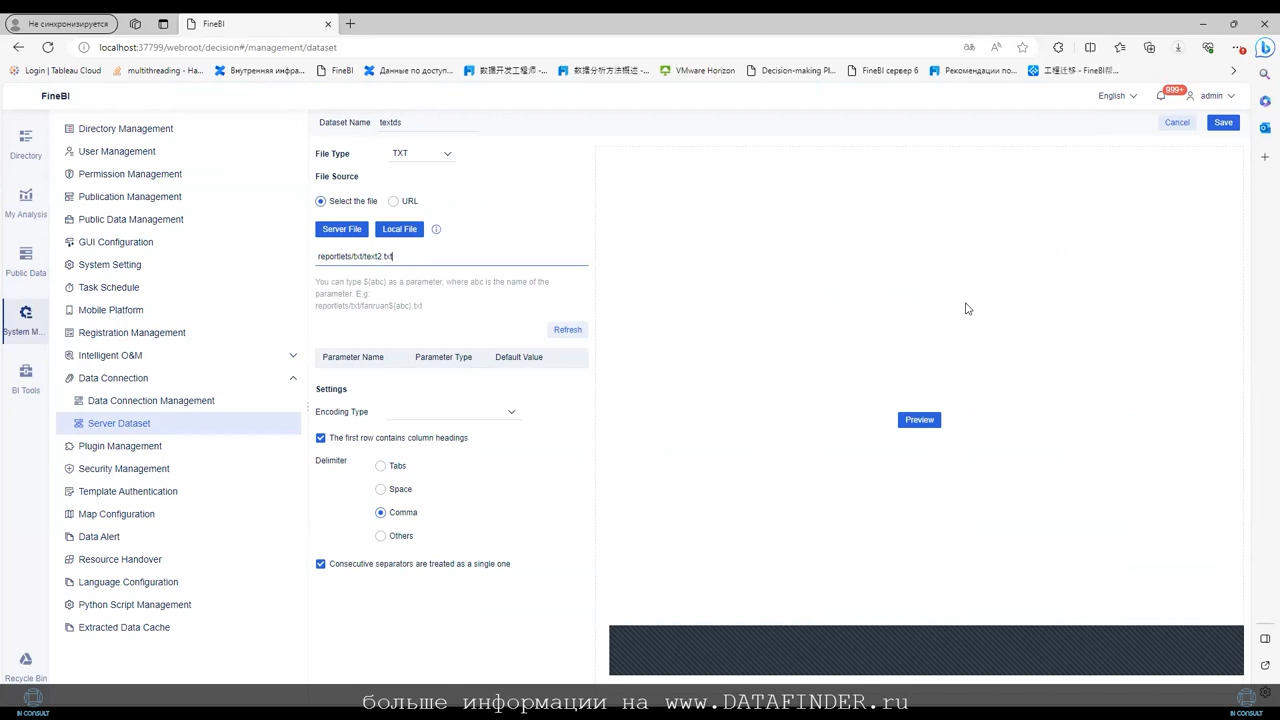 Не синхронизируется
FineBI
localhost:37799/webroot/decision#/management/dataset
Login | Tableau Cloud
multithreading - Ha...
Внутренняя инфра...
FineBI
Данные по доступ...
数据开发工程师 -...
数据分析方法概述 -...
VMware Horizon
Decision-making Pl...
FineBI сервер 6
Рекомендации по...
工程迁移 - FineBI帮...
FineBI
English
999+
admin
Directory
My Analysis
Public Data
System M...
BI Tools
Recycle Bin
Directory Management
User Management
Permission Management
Publication Management
Public Data Management
GUI Configuration
System Setting
Task Schedule
Mobile Platform
Registration Management
Intelligent O&M
Data Connection
Data Connection Management
Server Dataset
Plugin Management
Security Management
Template Authentication
Map Configuration
Data Alert
Resource Handover
Language Configuration
Python Script Management
Extracted Data Cache
Dataset Name textds
Cancel
Save
File Type TXT
File Source
Select the file URL
Server File Local File
reportlets/txt/text2.txt
You can type ${abc} as a parameter, where abc is the name of the
parameter. E.g:
reportlets/txt/fanruan${abc}.txt
Refresh
Parameter Name Parameter Type Default Value
Settings
Encoding Type
The first row contains column headings
Delimiter
Tabs
Space
Comma
Others
Consecutive separators are treated as a single one
Preview
больше информации на www.DATAFINDER.ru
IN CONSULT
IN CONSULT